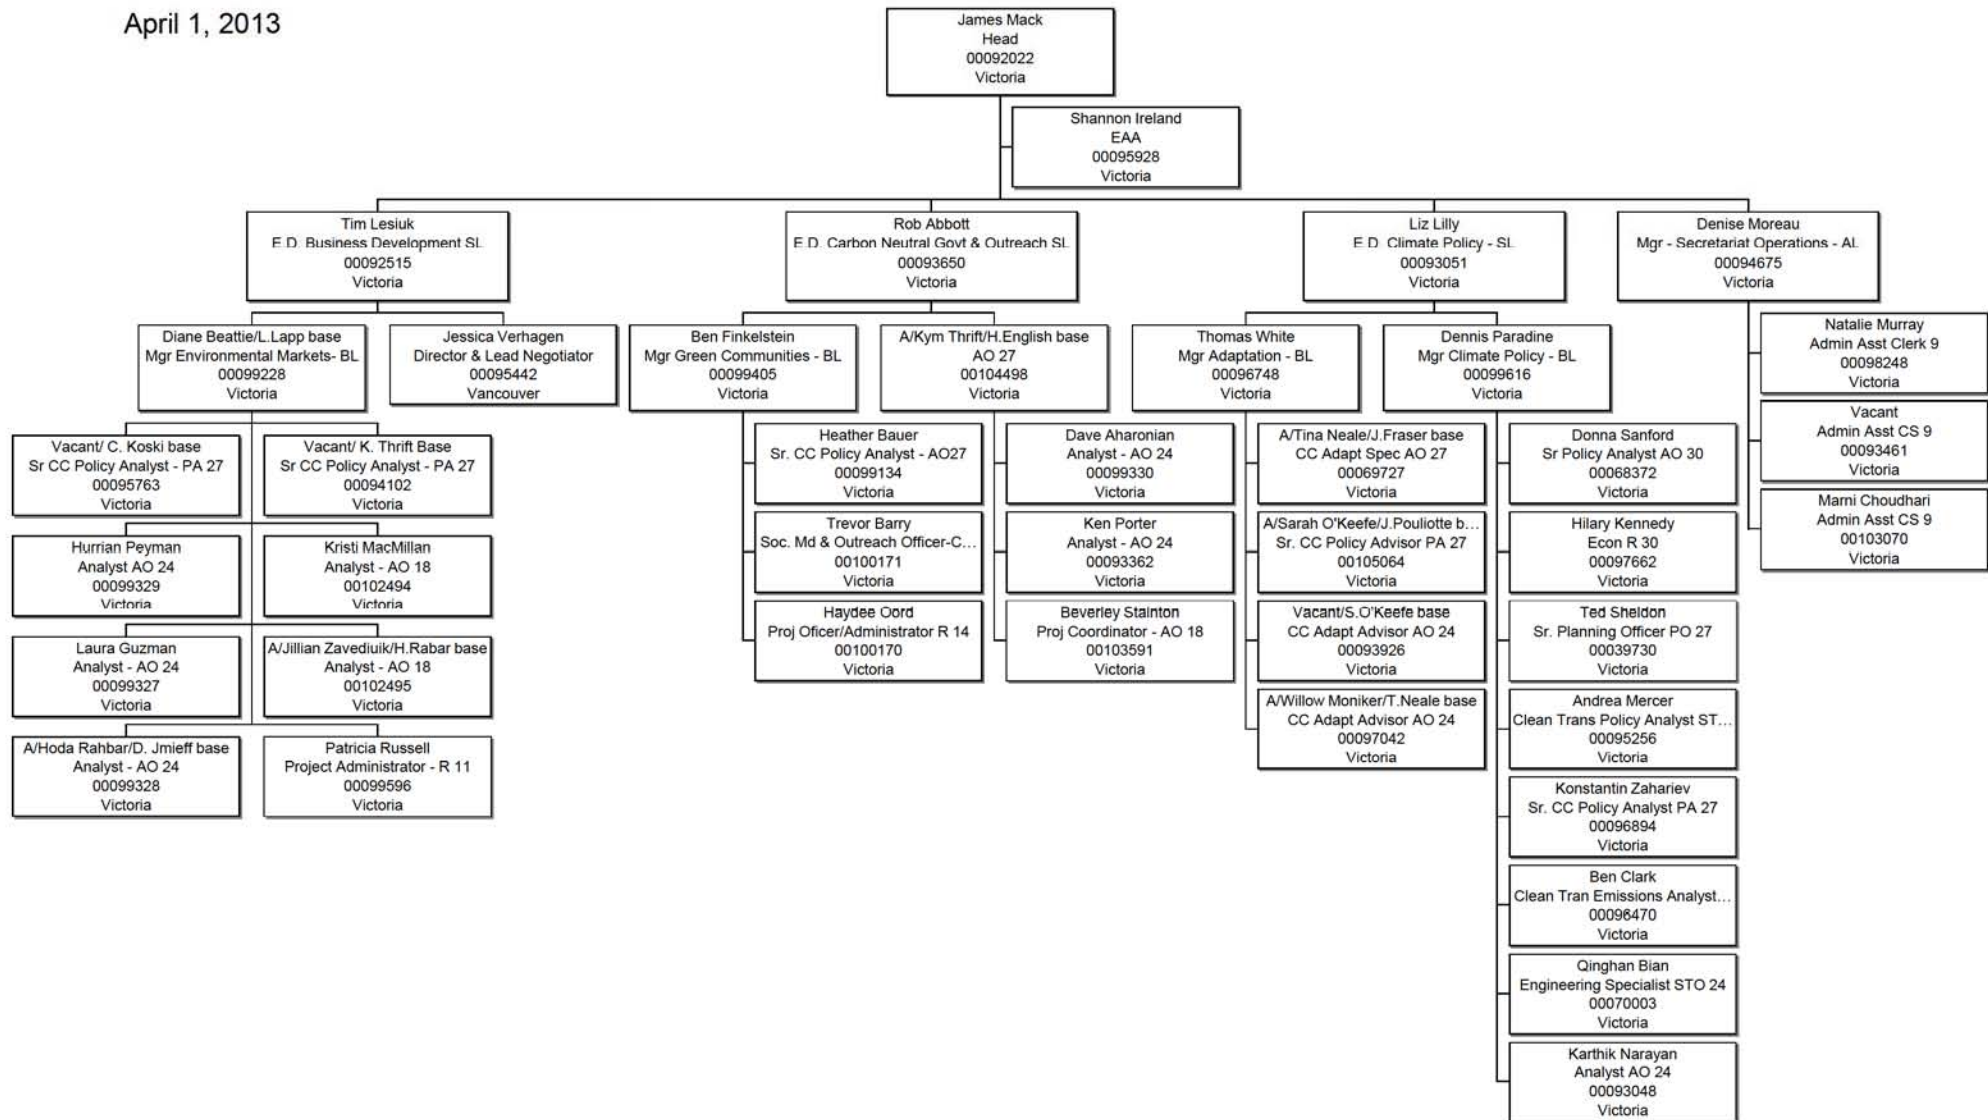 April 1, 2013
James Mack
Head
00092022
Victoria
Shannon Ireland
EAA
00095928
Victoria
Tim Lesiuk
E.D. Business Development SL
00092515
Victoria
Rob Abbott
E.D. Carbon Neutral Govt & Outreach SL
00093650
Victoria
Liz Lilly
E.D. Climate Policy - SL
00093051
Victoria
Denise Moreau
Mgr - Secretariat Operations - AL
00094675
Victoria
Diane Beattie/L.Lapp base
Mgr Environmental Markets- BL
00099228
Victoria
Jessica Verhagen
Director & Lead Negotiator
00095442
Vancouver
Ben Finkelstein
Mgr Green Communities - BL
00099405
Victoria
A/Kym Thrift/H.English base
AO 27
00104498
Victoria
Thomas White
Mgr Adaptation - BL
00096748
Victoria
Dennis Paradine
Mgr Climate Policy - BL
00099616
Victoria
Natalie Murray
Admin Asst Clerk 9
00098248
Victoria
Vacant
Admin Asst CS 9
00093461
Victoria
Marni Choudhari
Admin Asst CS 9
00103070
Victoria
Vacant/ C. Koski base
Sr CC Policy Analyst - PA 27
00095763
Victoria
Vacant/ K. Thrift Base
Sr CC Policy Analyst - PA 27
00094102
Victoria
Hurrian Peyman
Analyst AO 24
00099329
Victoria
Kristi MacMillan
Analyst - AO 18
00102494
Victoria
Laura Guzman
Analyst - AO 24
00099327
Victoria
A/Jillian Zavediuik/H.Rabar base
Analyst - AO 18
00102495
Victoria
A/Hoda Rahbar/D. Jmieff base
Analyst - AO 24
00099328
Victoria
Patricia Russell
Project Administrator - R 11
00099596
Victoria
Heather Bauer
Sr. CC Policy Analyst - AO27
00099134
Victoria
Trevor Barry
Soc. Md & Outreach Officer-C...
00100171
Victoria
Haydee Oord
Proj Oficer/Administrator R 14
00100170
Victoria
Dave Aharonian
Analyst - AO 24
00099330
Victoria
Ken Porter
Analyst - AO 24
00093362
Victoria
Beverley Stainton
Proj Coordinator - AO 18
00103591
Victoria
A/Tina Neale/J.Fraser base
CC Adapt Spec AO 27
00069727
Victoria
A/Sarah O'Keefe/J.Pouliotte b...
Sr. CC Policy Advisor PA 27
00105064
Victoria
Vacant/S.O'Keefe base
CC Adapt Advisor AO 24
00093926
Victoria
A/Willow Moniker/T.Neale base
CC Adapt Advisor AO 24
00097042
Victoria
Donna Sanford
Sr Policy Analyst AO 30
00068372
Victoria
Hilary Kennedy
Econ R 30
00097662
Victoria
Ted Sheldon
Sr. Planning Officer PO 27
00039730
Victoria
Andrea Mercer
Clean Trans Policy Analyst ST...
00095256
Victoria
Konstantin Zahariev
Sr. CC Policy Analyst PA 27
00096894
Victoria
Ben Clark
Clean Tran Emissions Analyst...
00096470
Victoria
Qinghan Bian
Engineering Specialist STO 24
00070003
Victoria
Karthik Narayan
Analyst AO 24
00093048
Victoria